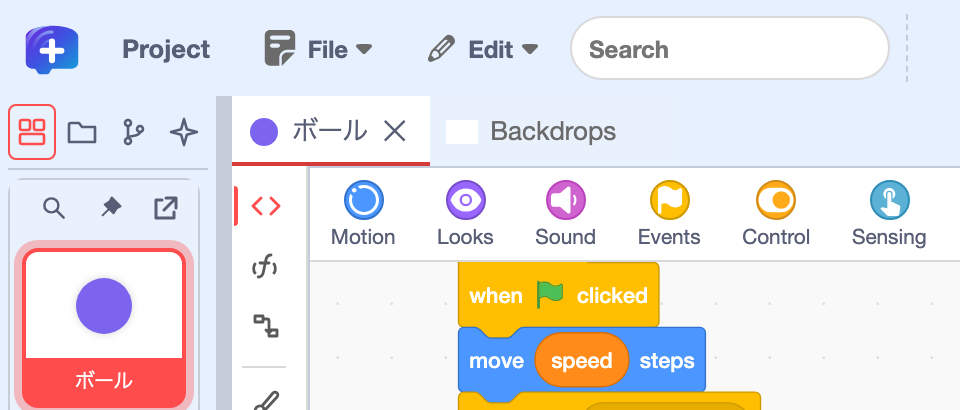 Project File Edit Search
ボール Backdrops
Motion Looks Sound Events Control Sensing
when clicked
move speed steps
ボール